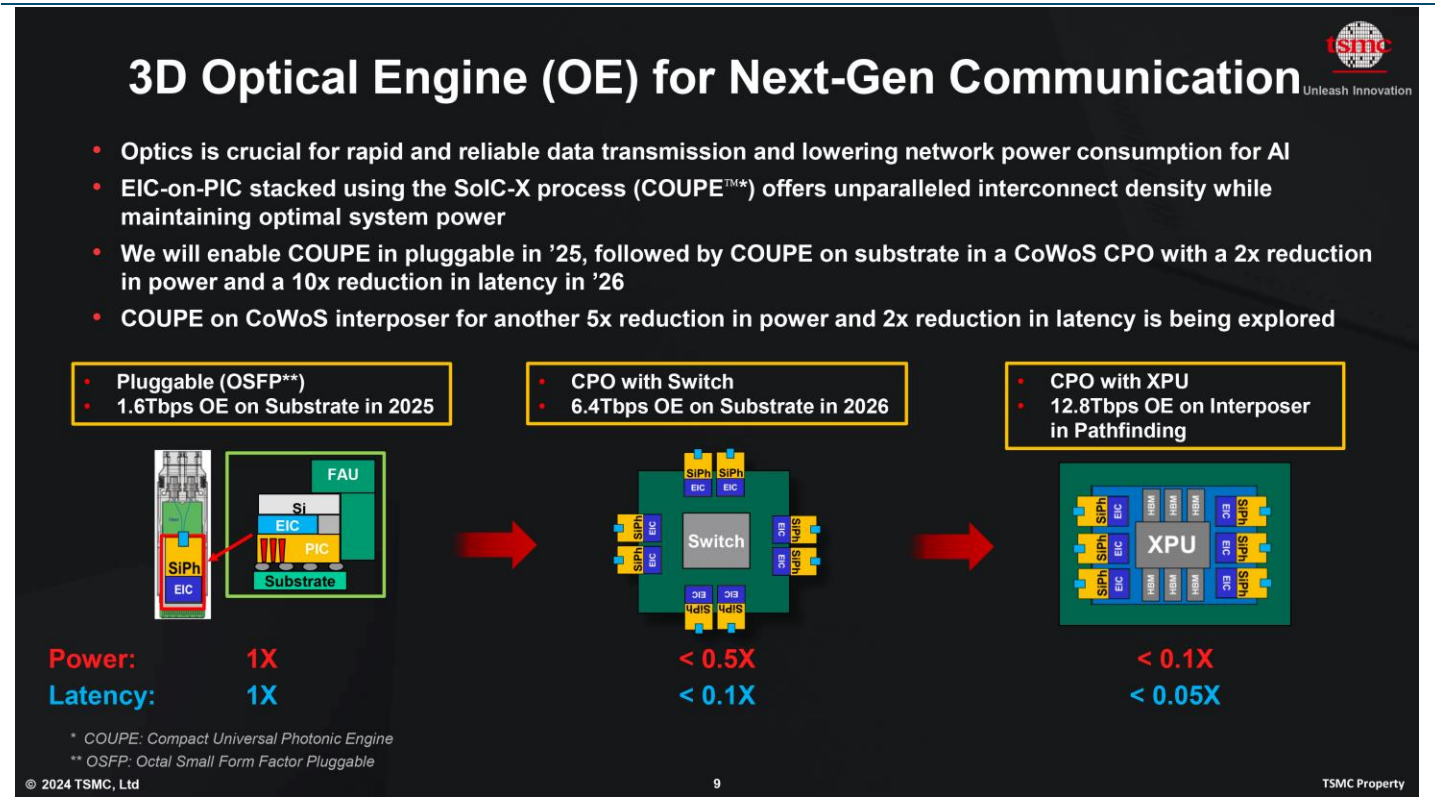 tsmc
Unleash Innovation
3D Optical Engine (OE) for Next-Gen Communication
• Optics is crucial for rapid and reliable data transmission and lowering network power consumption for AI
• EIC-on-PIC stacked using the SoIC-X process (COUPE™*) offers unparalleled interconnect density while
maintaining optimal system power
• We will enable COUPE in pluggable in ’25, followed by COUPE on substrate in a CoWoS CPO with a 2x reduction
in power and a 10x reduction in latency in ’26
• COUPE on CoWoS interposer for another 5x reduction in power and 2x reduction in latency is being explored
• Pluggable (OSFP**)
• 1.6Tbps OE on Substrate in 2025
• CPO with Switch
• 6.4Tbps OE on Substrate in 2026
• CPO with XPU
• 12.8Tbps OE on Interposer
in Pathfinding
SiPh
EIC
FAU
Si
EIC
PIC
Substrate
SiPh SiPh
EIC EIC
SiPh EIC
SiPh EIC
Switch
EIC SiPh
EIC SiPh
EIC EIC
SiPh SiPh
SiPh EIC HBM HBM HBM EIC SiPh
SiPh EIC XPU EIC SiPh
SiPh EIC HBM HBM HBM EIC SiPh
Power: 1X < 0.5X < 0.1X
Latency: 1X < 0.1X < 0.05X
* COUPE: Compact Universal Photonic Engine
** OSFP: Octal Small Form Factor Pluggable
© 2024 TSMC, Ltd
9
TSMC Property